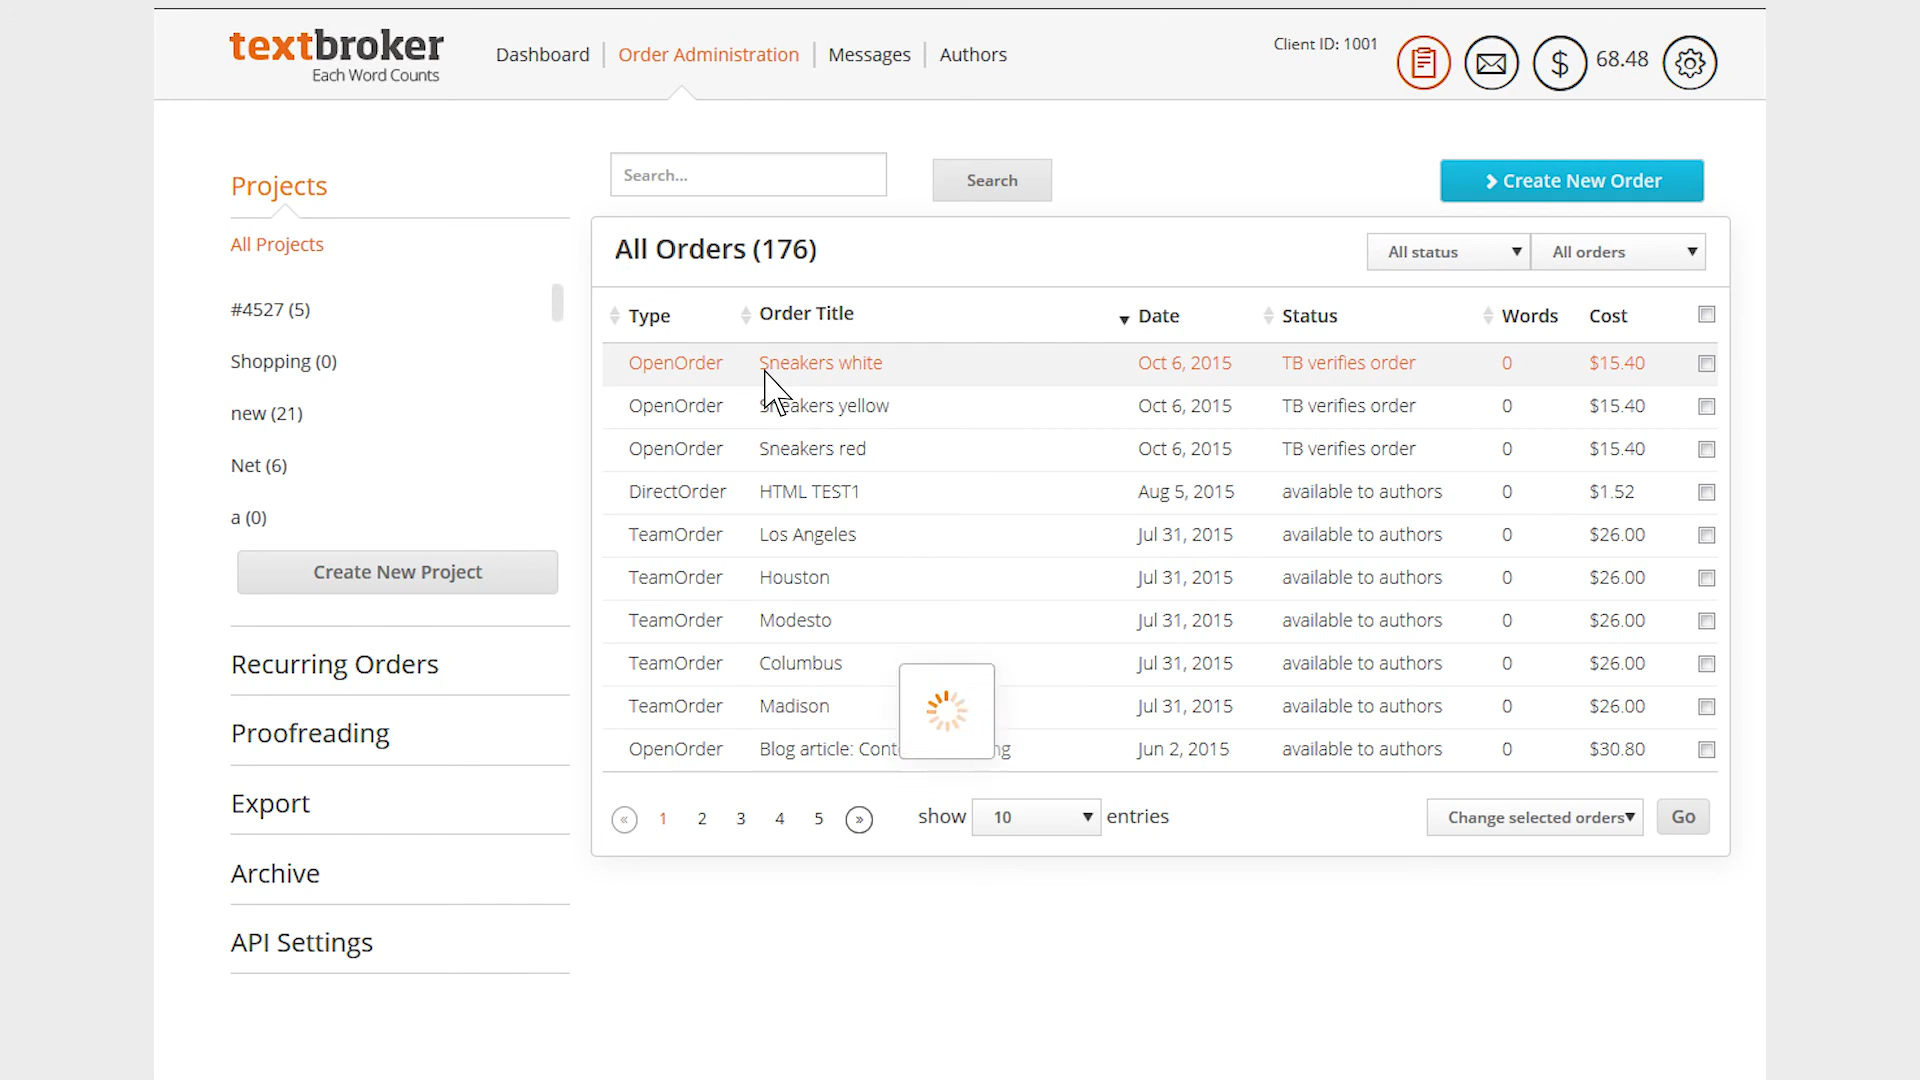 textbroker
Each Word Counts
Dashboard
Order Administration
Messages
Authors
Client ID: 1001
$
68.48
Projects
All Projects
#4527 (5)
Shopping (0)
new (21)
Net (6)
a (0)
Create New Project
Recurring Orders
Proofreading
Export
Archive
API Settings
Search...
Search
Create New Order
All Orders (176)
All status
All orders
Type Order Title Date Status Words Cost
OpenOrder Sneakers white Oct 6, 2015 TB verifies order 0 $15.40
OpenOrder Sneakers yellow Oct 6, 2015 TB verifies order 0 $15.40
OpenOrder Sneakers red Oct 6, 2015 TB verifies order 0 $15.40
DirectOrder HTML TEST1 Aug 5, 2015 available to authors 0 $1.52
TeamOrder Los Angeles Jul 31, 2015 available to authors 0 $26.00
TeamOrder Houston Jul 31, 2015 available to authors 0 $26.00
TeamOrder Modesto Jul 31, 2015 available to authors 0 $26.00
TeamOrder Columbus Jul 31, 2015 available to authors 0 $26.00
TeamOrder Madison Jul 31, 2015 available to authors 0 $26.00
OpenOrder Blog article: Jun 2, 2015 available to authors 0 $30.80
« 1 2 3 4 5 » show 10 entries
Change selected orders
Go